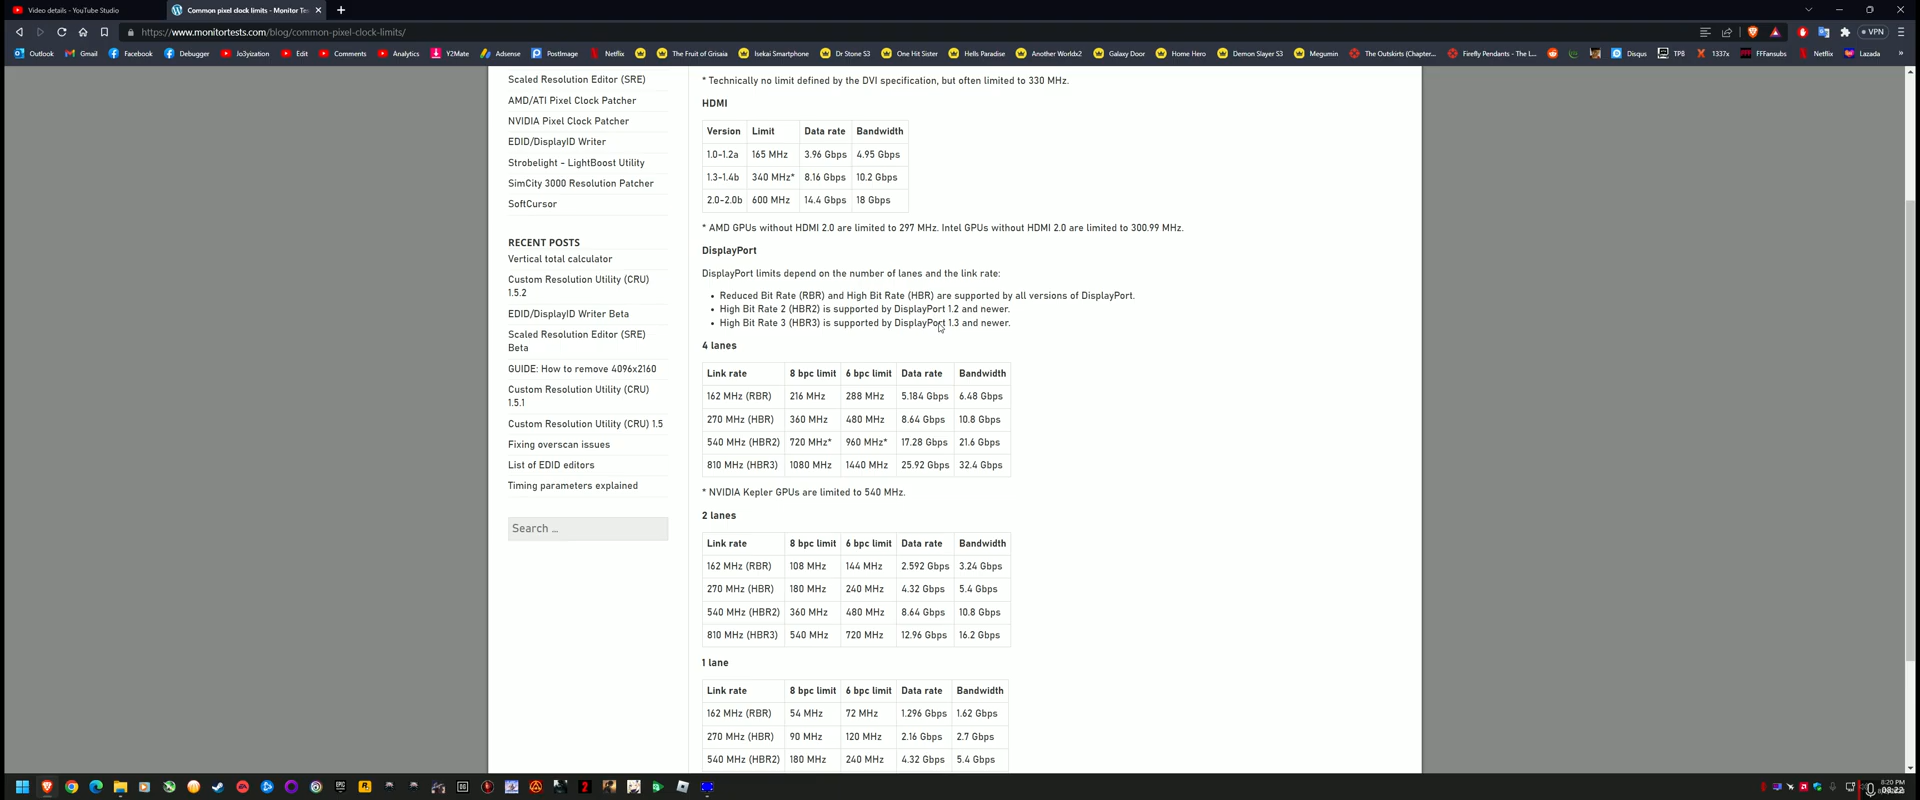 Video details - YouTube Studio
Common pixel clock limits - Monitor Te
https://www.monitortests.com/blog/common-pixel-clock-limits/
VPN
Outlook Gmail Facebook Debugger Jo3yization Edit Comments Analytics Y2Mate Adsense PostImage Netflix The Fruit of Grisaia Isekai Smartphone Dr Stone S3 One Hit Sister Hells Paradise Another Worldx2 Galaxy Door Home Hero Demon Slayer S3 Megumin The Outskirts (Chapter... Firefly Pendants - The L... Disqus TPB 1337x FFFansubs Netflix Lazada »
Scaled Resolution Editor (SRE)
AMD/ATI Pixel Clock Patcher
NVIDIA Pixel Clock Patcher
EDID/DisplayID Writer
Strobelight - LightBoost Utility
SimCity 3000 Resolution Patcher
SoftCursor
RECENT POSTS
Vertical total calculator
Custom Resolution Utility (CRU)
1.5.2
EDID/DisplayID Writer Beta
Scaled Resolution Editor (SRE)
Beta
GUIDE: How to remove 4096x2160
Custom Resolution Utility (CRU)
1.5.1
Custom Resolution Utility (CRU) 1.5
Fixing overscan issues
List of EDID editors
Timing parameters explained
Search …
* Technically no limit defined by the DVI specification, but often limited to 330 MHz.
HDMI
Version Limit Data rate Bandwidth
1.0-1.2a 165 MHz 3.96 Gbps 4.95 Gbps
1.3-1.4b 340 MHz* 8.16 Gbps 10.2 Gbps
2.0-2.0b 600 MHz 14.4 Gbps 18 Gbps
* AMD GPUs without HDMI 2.0 are limited to 297 MHz. Intel GPUs without HDMI 2.0 are limited to 300.99 MHz.
DisplayPort
DisplayPort limits depend on the number of lanes and the link rate:
• Reduced Bit Rate (RBR) and High Bit Rate (HBR) are supported by all versions of DisplayPort.
• High Bit Rate 2 (HBR2) is supported by DisplayPort 1.2 and newer.
• High Bit Rate 3 (HBR3) is supported by DisplayPort 1.3 and newer.
4 lanes
Link rate 8 bpc limit 6 bpc limit Data rate Bandwidth
162 MHz (RBR) 216 MHz 288 MHz 5.184 Gbps 6.48 Gbps
270 MHz (HBR) 360 MHz 480 MHz 8.64 Gbps 10.8 Gbps
540 MHz (HBR2) 720 MHz* 960 MHz* 17.28 Gbps 21.6 Gbps
810 MHz (HBR3) 1080 MHz 1440 MHz 25.92 Gbps 32.4 Gbps
* NVIDIA Kepler GPUs are limited to 540 MHz.
2 lanes
Link rate 8 bpc limit 6 bpc limit Data rate Bandwidth
162 MHz (RBR) 108 MHz 144 MHz 2.592 Gbps 3.24 Gbps
270 MHz (HBR) 180 MHz 240 MHz 4.32 Gbps 5.4 Gbps
540 MHz (HBR2) 360 MHz 480 MHz 8.64 Gbps 10.8 Gbps
810 MHz (HBR3) 540 MHz 720 MHz 12.96 Gbps 16.2 Gbps
1 lane
Link rate 8 bpc limit 6 bpc limit Data rate Bandwidth
162 MHz (RBR) 54 MHz 72 MHz 1.296 Gbps 1.62 Gbps
270 MHz (HBR) 90 MHz 120 MHz 2.16 Gbps 2.7 Gbps
540 MHz (HBR2) 180 MHz 240 MHz 4.32 Gbps 5.4 Gbps
8:20 PM
08:22